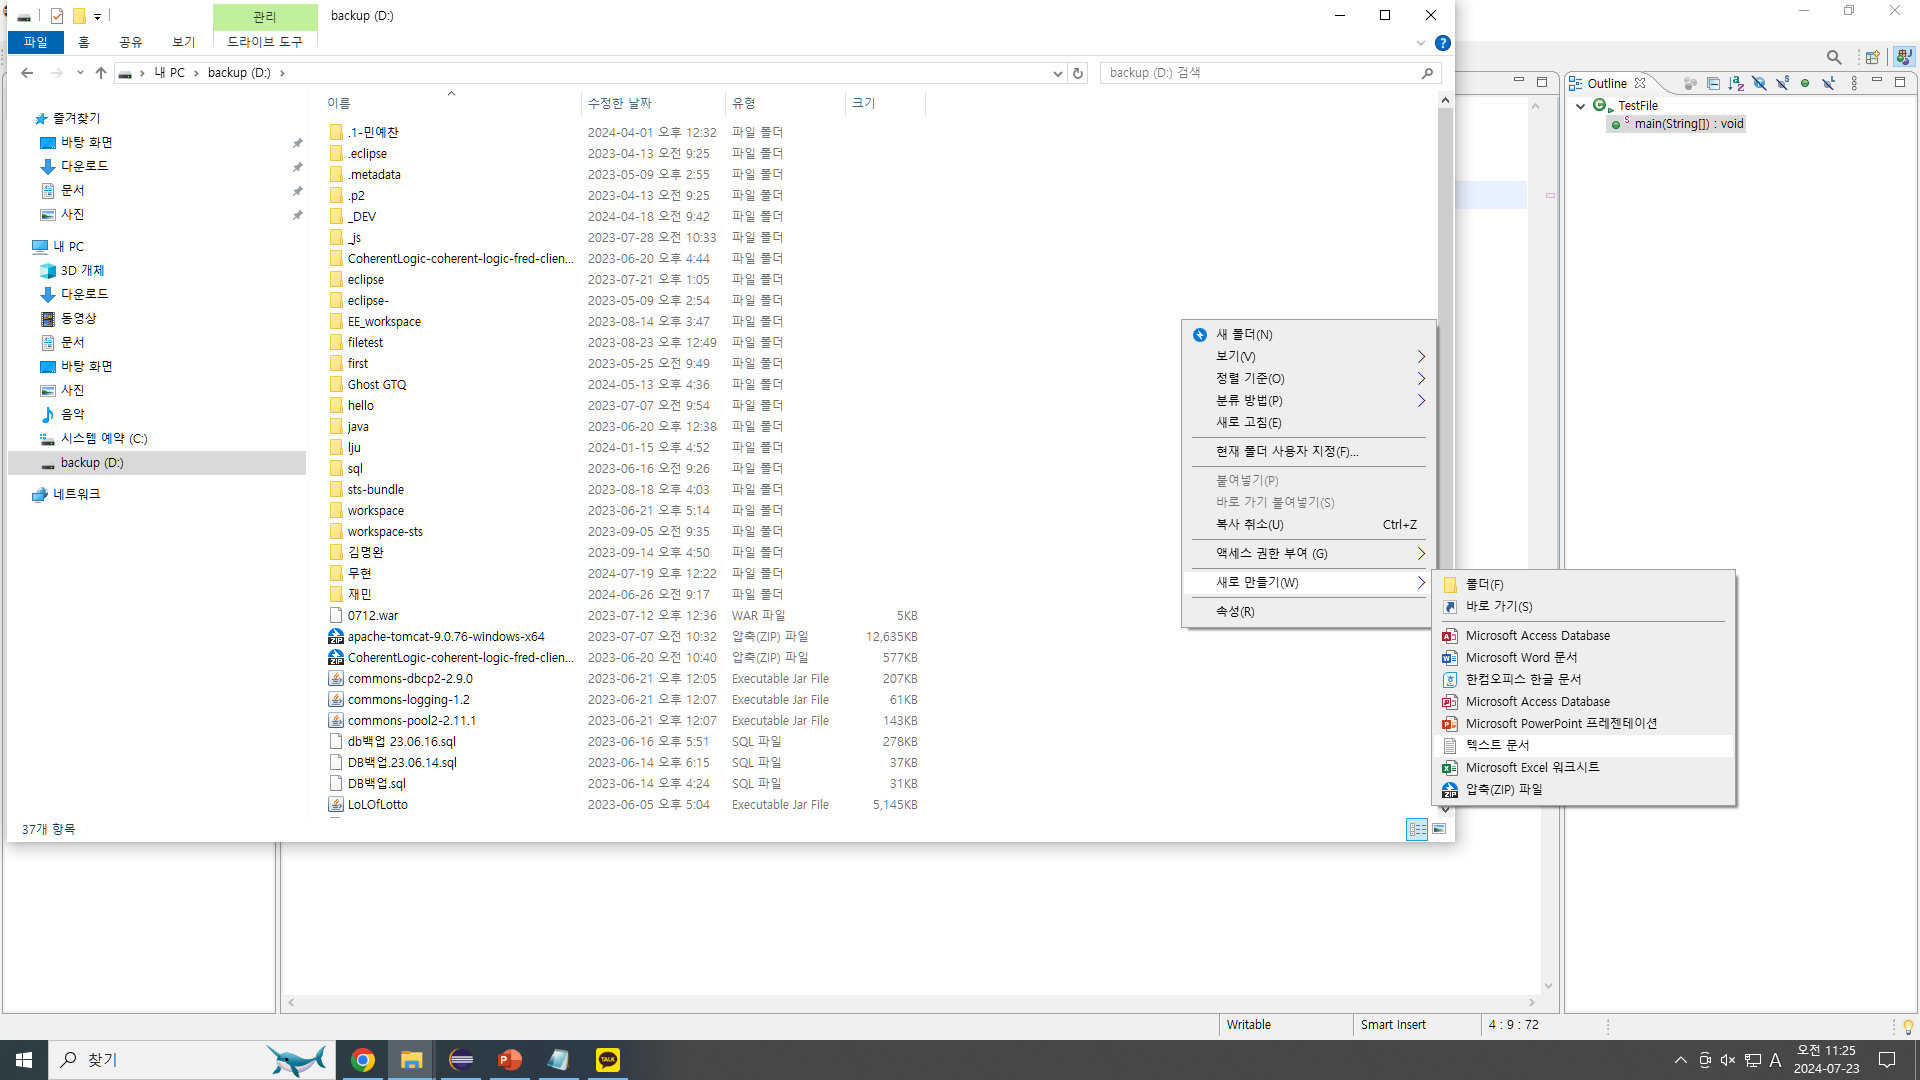 관리
backup (D:)
파일
홈
공유
보기
드라이브 도구
내 PC
backup (D:)
backup (D:) 검색
이름
수정한 날짜
유형
크기
즐겨찾기
바탕 화면
다운로드
문서
사진
내 PC
3D 개체
다운로드
동영상
문서
바탕 화면
사진
음악
시스템 예약 (C:)
backup (D:)
네트워크
.1-민예찬 2024-04-01 오후 12:32 파일 폴더
.eclipse 2023-04-13 오전 9:25 파일 폴더
.metadata 2023-05-09 오후 2:55 파일 폴더
.p2 2023-04-13 오전 9:25 파일 폴더
_DEV 2024-04-18 오전 9:42 파일 폴더
_js 2023-07-28 오전 10:33 파일 폴더
CoherentLogic-coherent-logic-fred-clien... 2023-06-20 오후 4:44 파일 폴더
eclipse 2023-07-21 오후 1:05 파일 폴더
eclipse- 2023-05-09 오후 2:54 파일 폴더
EE_workspace 2023-08-14 오후 3:47 파일 폴더
filetest 2023-08-23 오후 12:49 파일 폴더
first 2023-05-25 오전 9:49 파일 폴더
Ghost GTQ 2024-05-13 오후 4:36 파일 폴더
hello 2023-07-07 오전 9:54 파일 폴더
java 2023-06-20 오후 12:38 파일 폴더
lju 2024-01-15 오후 4:52 파일 폴더
sql 2023-06-16 오전 9:26 파일 폴더
sts-bundle 2023-08-18 오후 4:03 파일 폴더
workspace 2023-06-21 오후 5:14 파일 폴더
workspace-sts 2023-09-05 오전 9:35 파일 폴더
김명완 2023-09-14 오후 4:50 파일 폴더
무현 2024-07-19 오후 12:22 파일 폴더
재민 2024-06-26 오전 9:17 파일 폴더
0712.war 2023-07-12 오후 12:36 WAR 파일 5KB
apache-tomcat-9.0.76-windows-x64 2023-07-07 오전 10:32 압축(ZIP) 파일 12,635KB
CoherentLogic-coherent-logic-fred-clien... 2023-06-20 오전 10:40 압축(ZIP) 파일 577KB
commons-dbcp2-2.9.0 2023-06-21 오후 12:05 Executable Jar File 207KB
commons-logging-1.2 2023-06-21 오후 12:07 Executable Jar File 61KB
commons-pool2-2.11.1 2023-06-21 오후 12:07 Executable Jar File 143KB
db백업 23.06.16.sql 2023-06-16 오후 5:51 SQL 파일 278KB
DB백업.23.06.14.sql 2023-06-14 오후 6:15 SQL 파일 37KB
DB백업.sql 2023-06-14 오후 4:24 SQL 파일 31KB
LoLOfLotto 2023-06-05 오후 5:04 Executable Jar File 5,145KB
37개 항목
새 폴더(N)
보기(V)
정렬 기준(O)
분류 방법(P)
새로 고침(E)
현재 폴더 사용자 지정(F)...
붙여넣기(P)
바로 가기 붙여넣기(S)
복사 취소(U) Ctrl+Z
액세스 권한 부여 (G)
새로 만들기(W)
속성(R)
폴더(F)
바로 가기(S)
Microsoft Access Database
Microsoft Word 문서
한컴오피스 한글 문서
Microsoft Access Database
Microsoft PowerPoint 프레젠테이션
텍스트 문서
Microsoft Excel 워크시트
압축(ZIP) 파일
Outline
TestFile
main(String[]) : void
Writable
Smart Insert
4 : 9 : 72
찾기
TALK
A
오전 11:25
2024-07-23